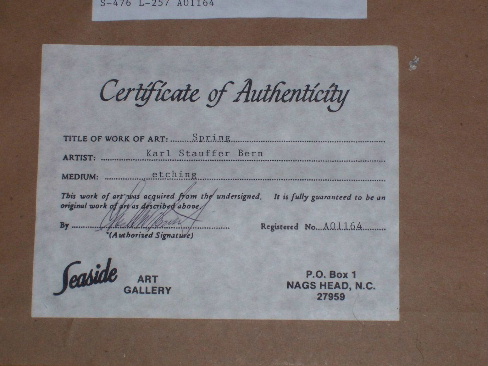 S-476 L-257 A01164
Certificate of Authenticity
TITLE OF WORK OF ART: Spring
ARTIST: Karl Stauffer Bern
MEDIUM: etching
This work of art was acquired from the undersigned. It is fully guaranteed to be an
original work of art as described above.
By Registered No. A01164
*(Authorized Signature)
Seaside ART GALLERY
P.O. Box 1
NAGS HEAD, N.C.
27959